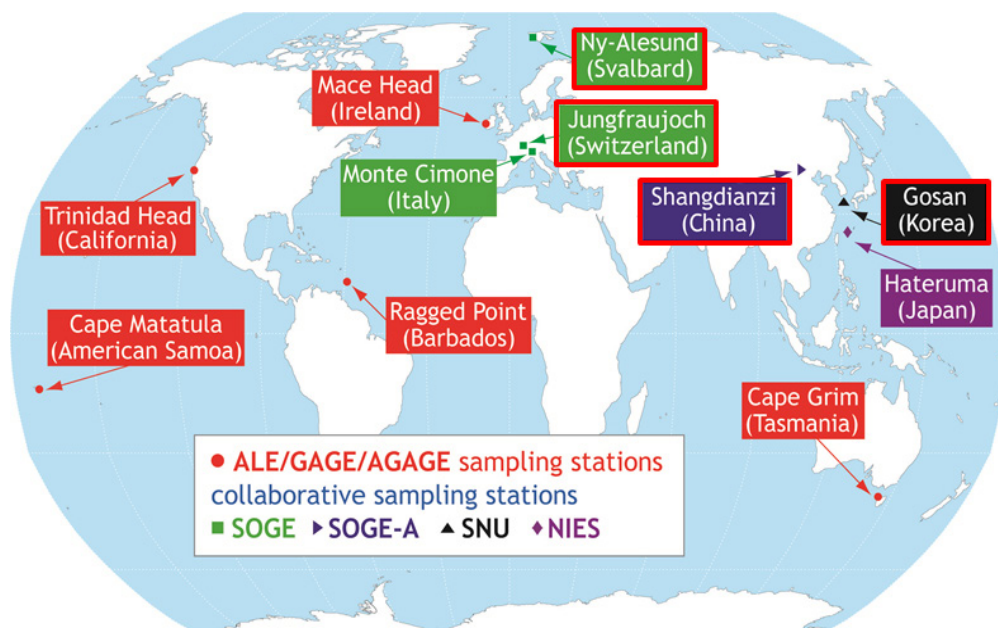 Ny-Alesund
(Svalbard)
Mace Head
(Ireland)
Jungfraujoch
(Switzerland)
Monte Cimone
(Italy)
Shangdianzi
(China)
Gosan
(Korea)
Trinidad Head
(California)
Hateruma
(Japan)
Ragged Point
(Barbados)
Cape Matatula
(American Samoa)
Cape Grim
(Tasmania)
ALE/GAGE/AGAGE sampling stations
collaborative sampling stations
SOGE SOGE-A SNU NIES